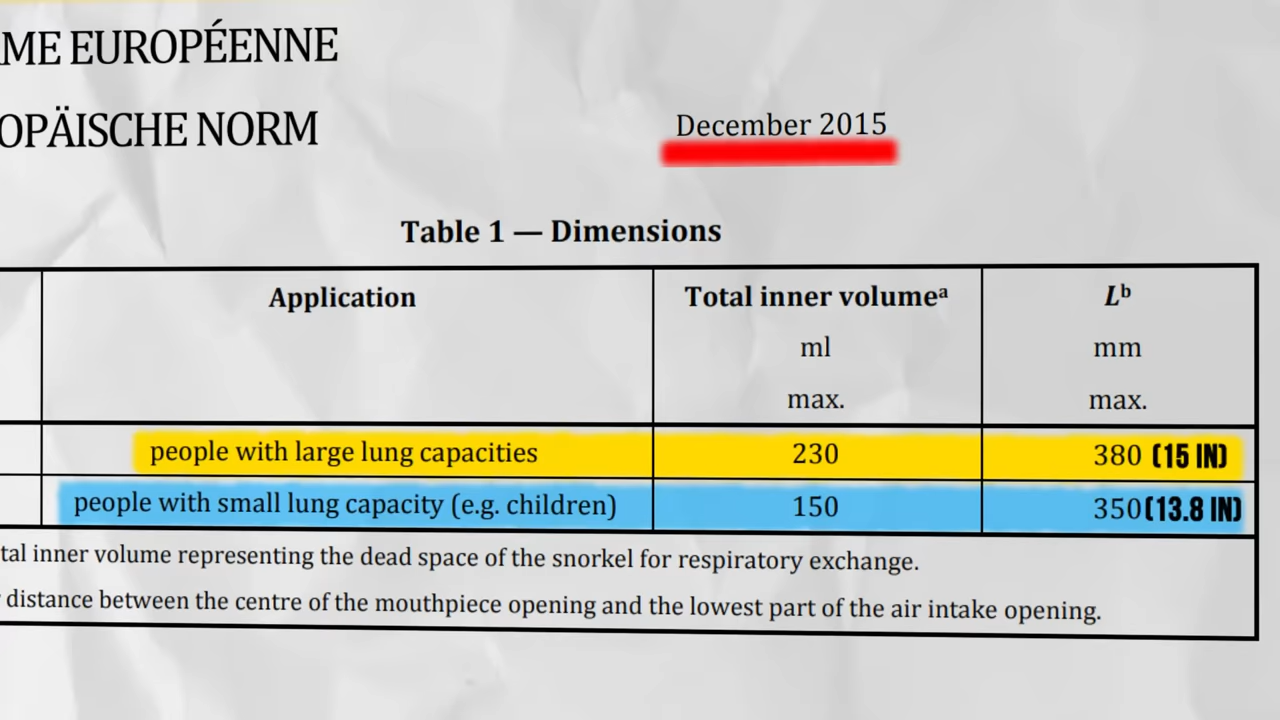 ME EUROPÉENNE
OPÄISCHE NORM
December 2015
Table 1 — Dimensions
Application Total inner volumeᵃ Lᵇ
ml mm
max. max.
people with large lung capacities 230 380 (15 IN)
people with small lung capacity (e.g. children) 150 350 (13.8 IN)
tal inner volume representing the dead space of the snorkel for respiratory exchange.
distance between the centre of the mouthpiece opening and the lowest part of the air intake opening.